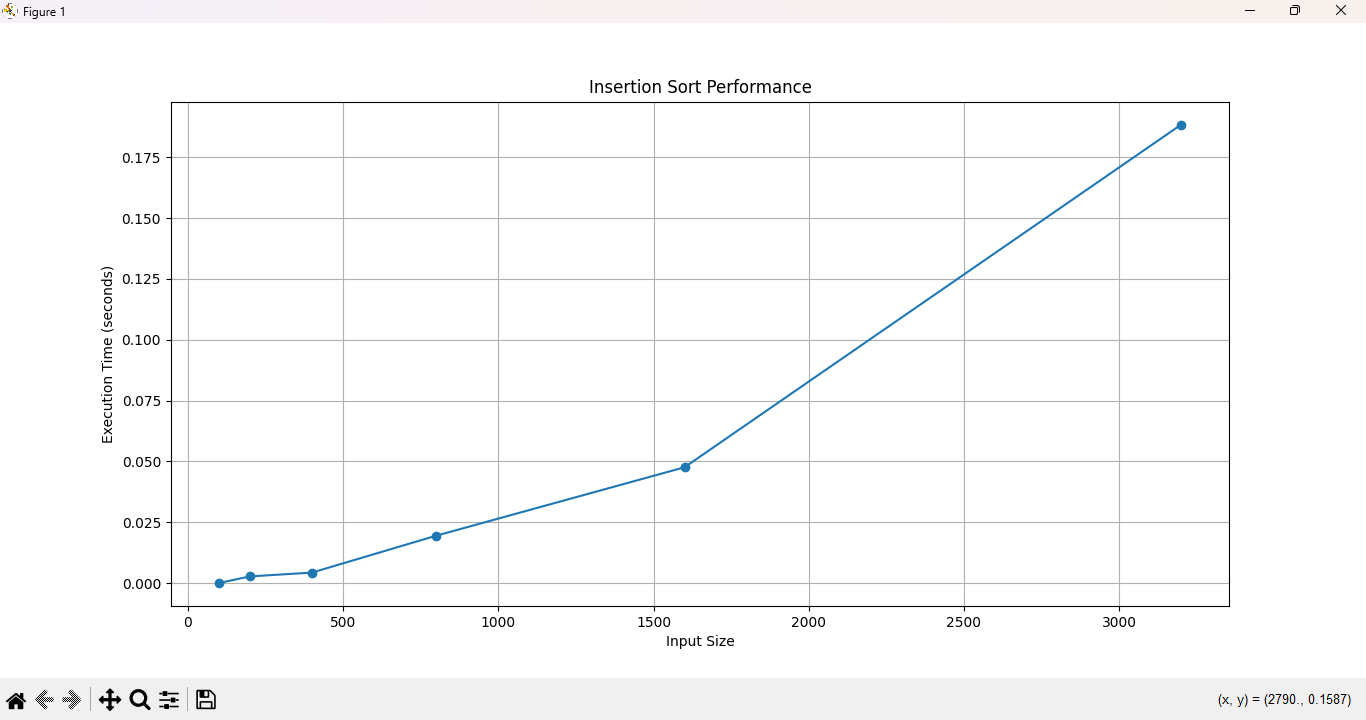 Figure 1
Insertion Sort Performance
Execution Time (seconds)
0.175
0.150
0.125
0.100
0.075
0.050
0.025
0.000
0 500 1000 1500 2000 2500 3000
Input Size
(x, y) = (2790., 0.1587)